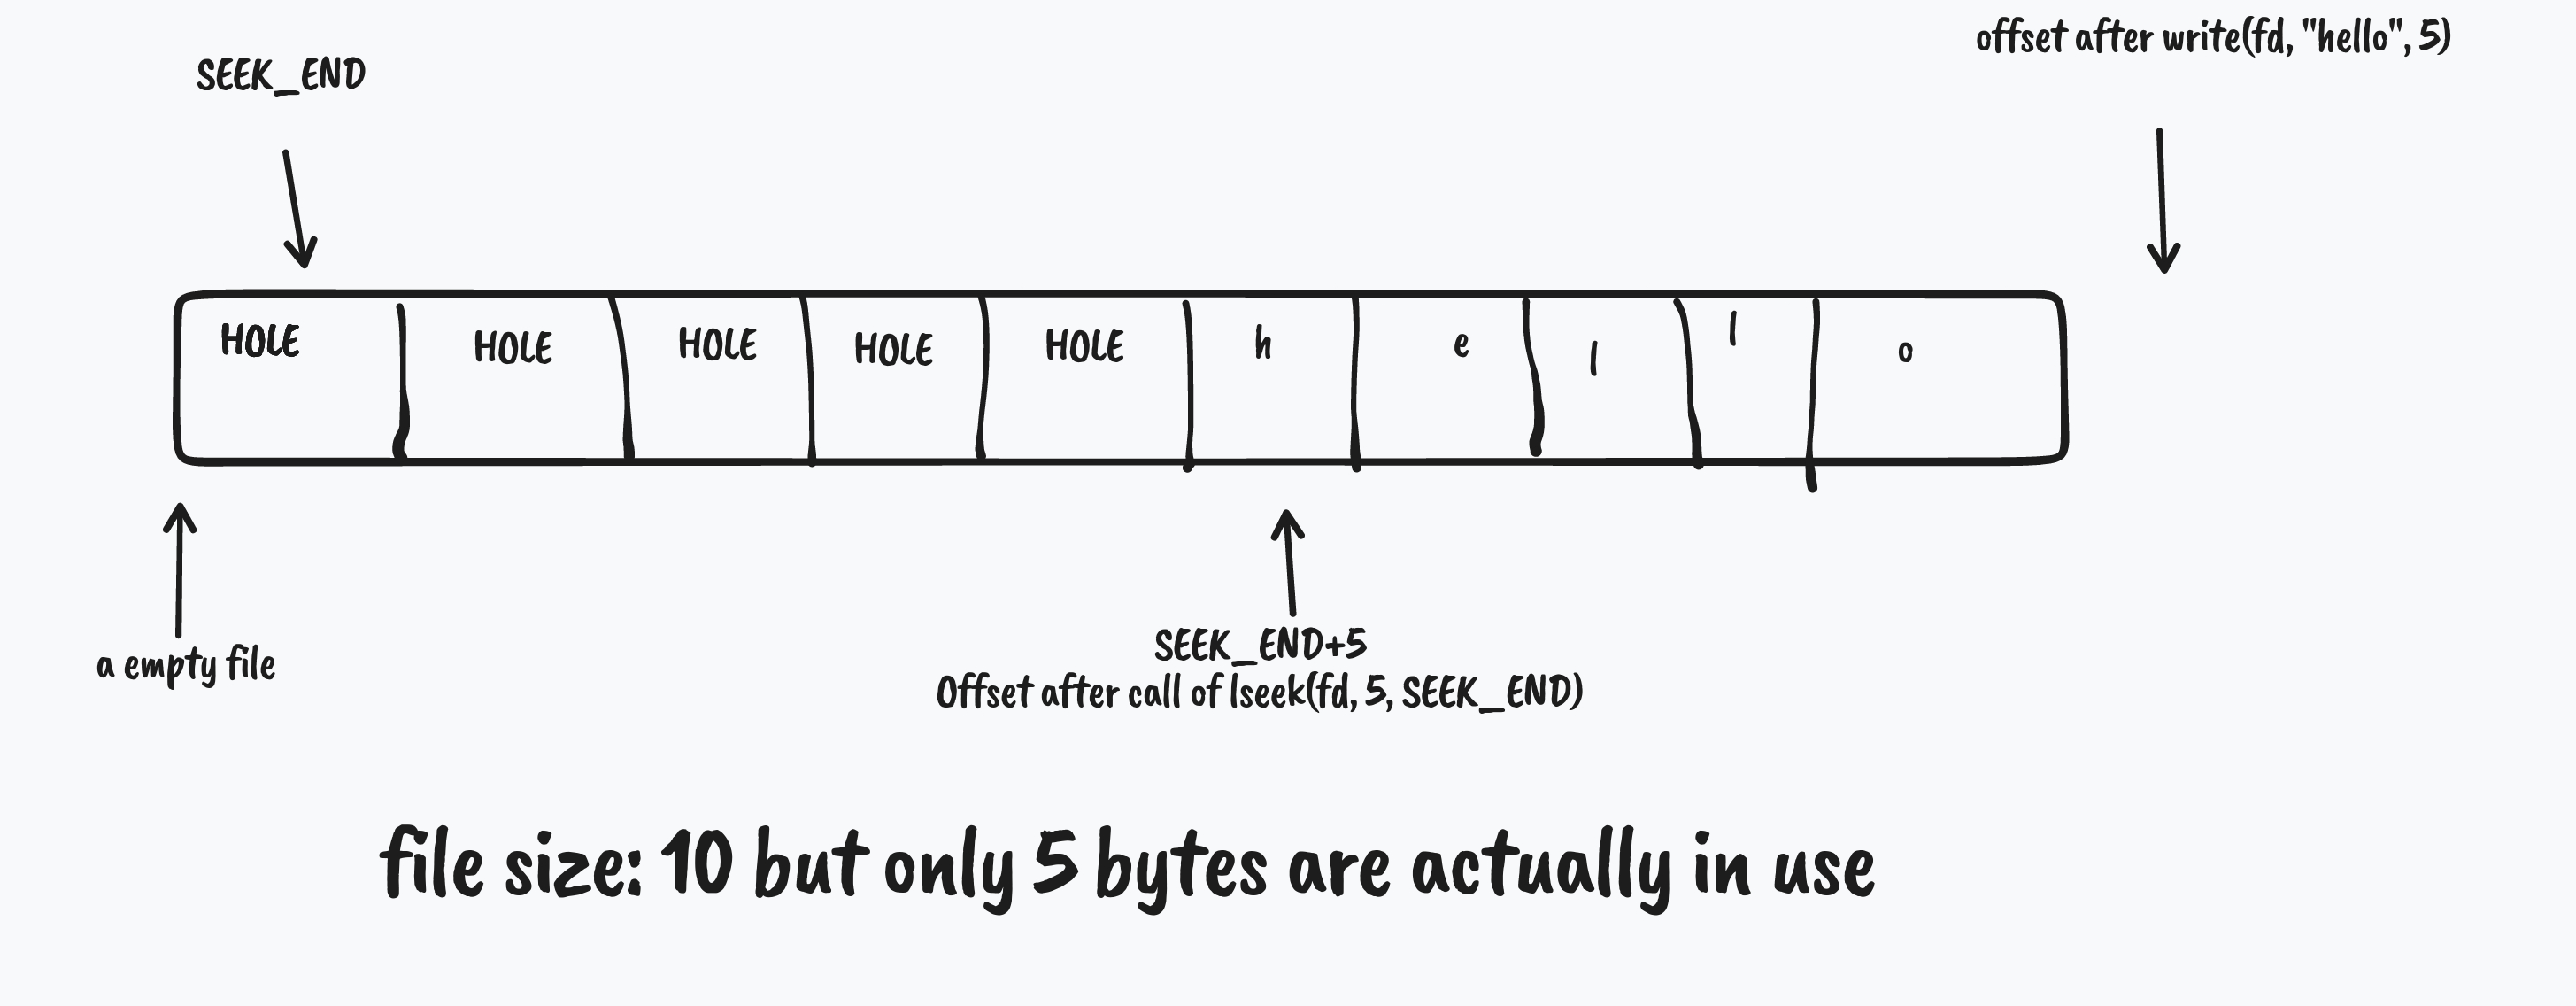 offset after write(fd, "hello", 5)
SEEK_END
HOLE HOLE HOLE HOLE HOLE h e l l o
a empty file
SEEK_END+5
Offset after call of lseek(fd, 5, SEEK_END)
file size: 10 but only 5 bytes are actually in use